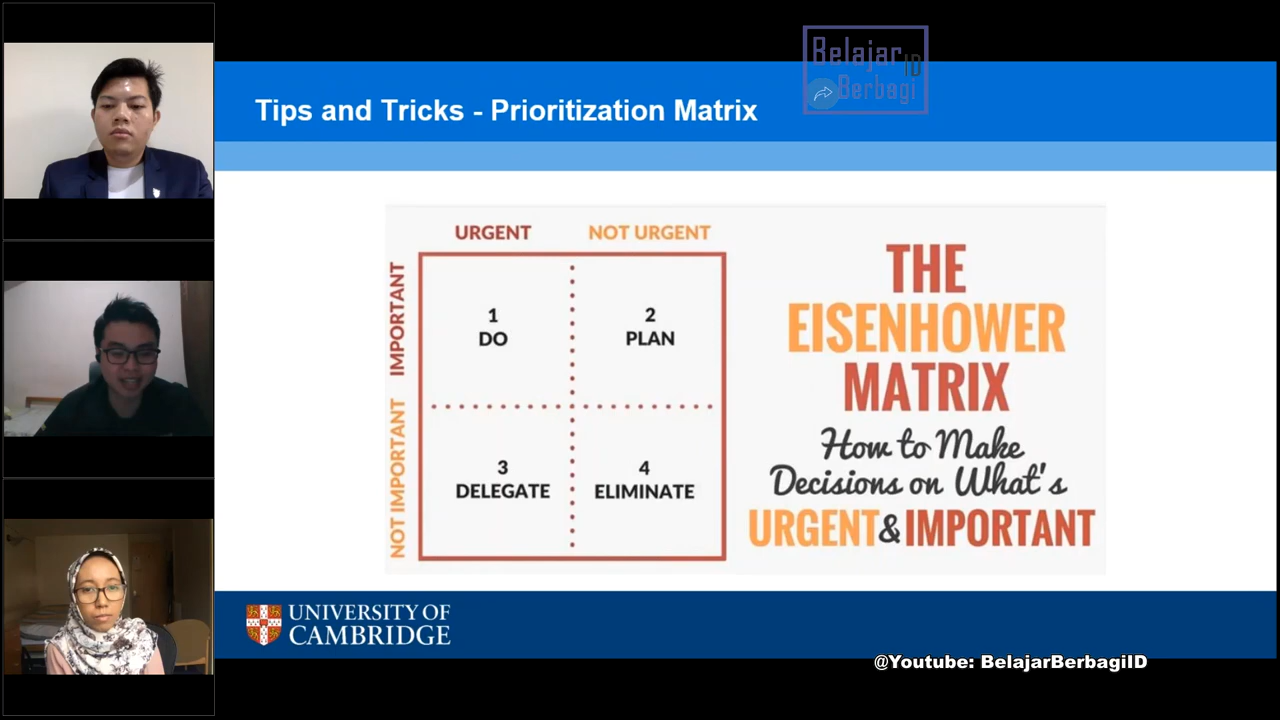 Belajar
ID
Berbagi
Tips and Tricks - Prioritization Matrix
URGENT
NOT URGENT
IMPORTANT
NOT IMPORTANT
1
DO
2
PLAN
3
DELEGATE
4
ELIMINATE
THE
EISENHOWER
MATRIX
How to Make
Decisions on What's
URGENT & IMPORTANT
UNIVERSITY OF
CAMBRIDGE
@Youtube: BelajarBerbagiID